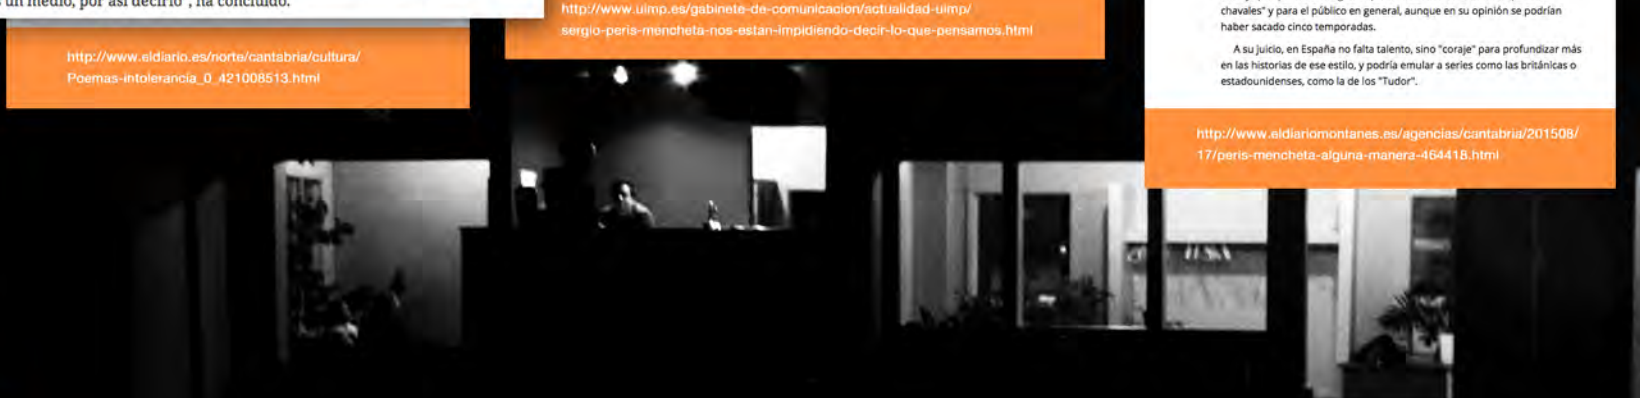 un medio, por así decirlo", ha concluido.
http://www.eldiario.es/norte/cantabria/cultura/
Poemas-intolerancia_0_421008513.html
http://www.uimp.es/gabinete-de-comunicacion/actualidad-uimp/
sergio-peris-mencheta-nos-estan-impidiendo-decir-lo-que-pensamos.html
chavales" y para el público en general, aunque en su opinión se podrían
haber sacado cinco temporadas.
A su juicio, en España no falta talento, sino "coraje" para profundizar más
en las historias de ese estilo, y podría emular a series como las británicas o
estadounidenses, como la de los "Tudor".
http://www.eldiariomontanes.es/agencias/cantabria/201508/
17/peris-mencheta-alguna-manera-464418.html